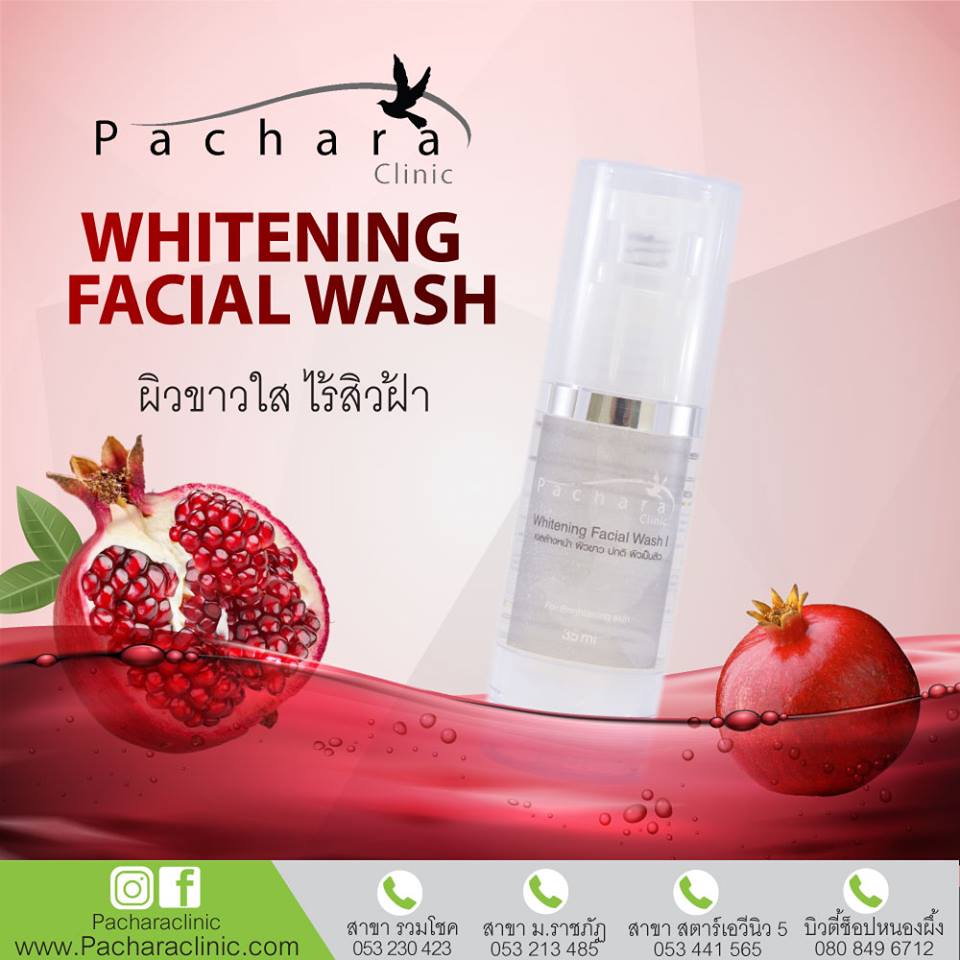 Pachara
Clinic
WHITENING
FACIAL WASH
ผิวขาวใส ไร้สิวฝ้า
Pachara
Clinic
Whitening Facial Wash I
เจลล้างหน้า ผิวขาว ปกติ ผิวเป็นสิว
For Brightening skin
35 ml
Pacharaclinic
www.Pacharaclinic.com
สาขา รวมโชค
053 230 423
สาขา ม.ราชภัฏ
053 213 485
สาขา สตาร์เอวีนิว 5
053 441 565
บิวตี้ช็อปหนองผึ้ง
080 849 6712